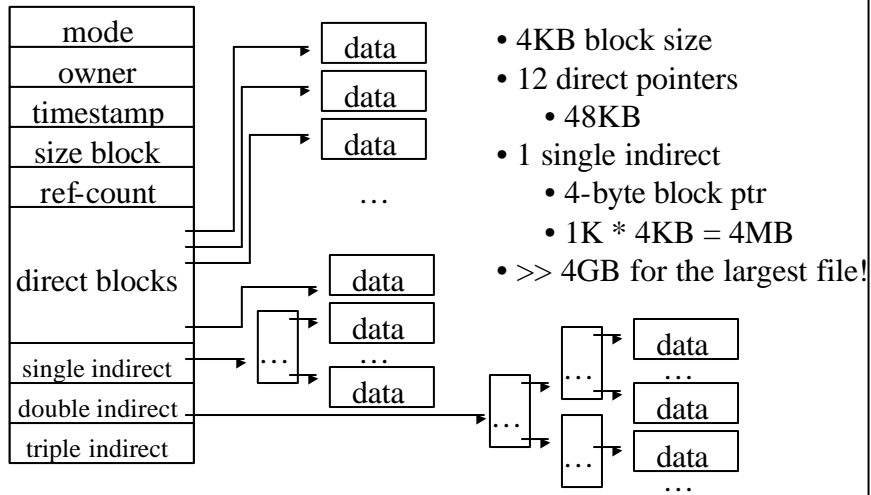 mode
owner
timestamp
size block
ref-count
direct blocks
single indirect
double indirect
triple indirect
data
data
data
…
data
data
…
…
data
…
…
…
data
…
data
data
…
• 4KB block size
• 12 direct pointers
• 48KB
• 1 single indirect
• 4-byte block ptr
• 1K * 4KB = 4MB
• >> 4GB for the largest file!